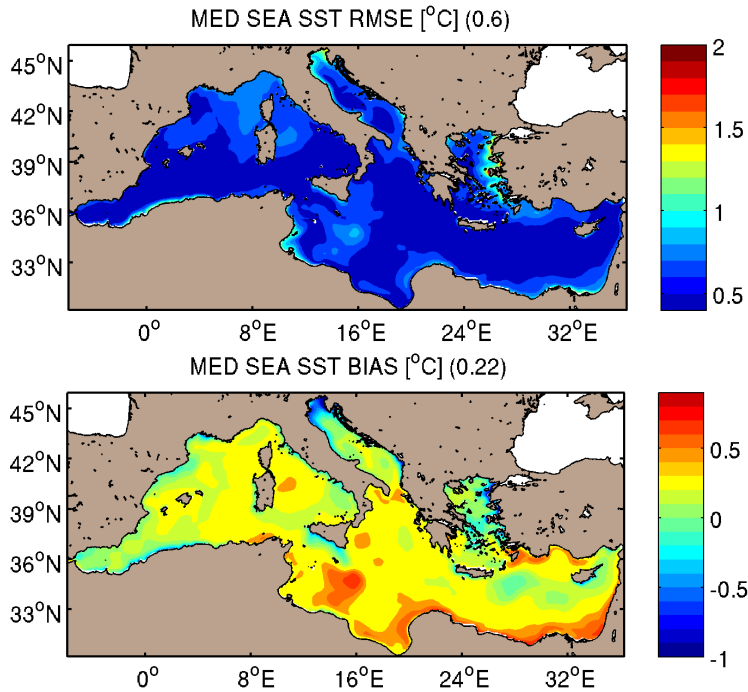 MED SEA SST RMSE [°C] (0.6)
45°N
42°N
39°N
36°N
33°N
0°
8°E
16°E
24°E
32°E
2
1.5
1
0.5
MED SEA SST BIAS [°C] (0.22)
45°N
42°N
39°N
36°N
33°N
0°
8°E
16°E
24°E
32°E
0.5
0
-0.5
-1